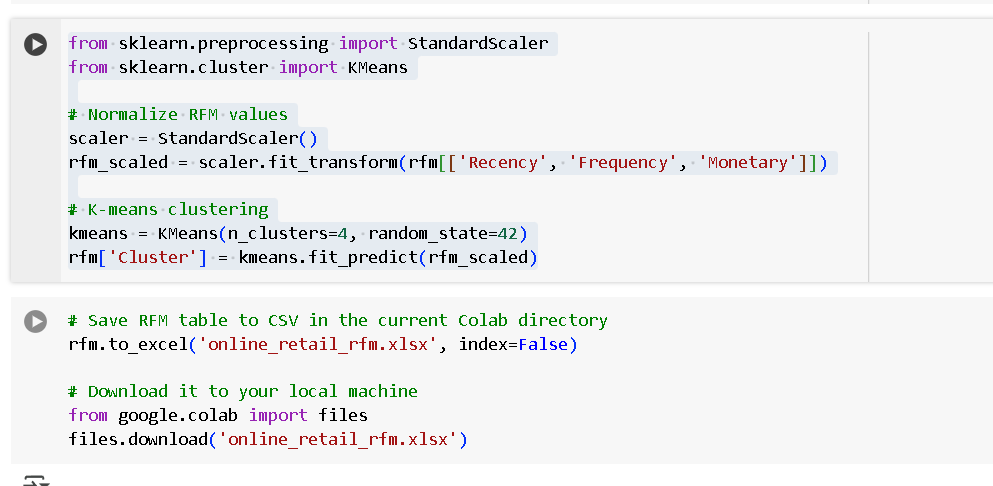 from sklearn.preprocessing import StandardScaler
from sklearn.cluster import KMeans
# Normalize RFM values
scaler = StandardScaler()
rfm_scaled = scaler.fit_transform(rfm[['Recency', 'Frequency', 'Monetary']])
# K-means clustering
kmeans = KMeans(n_clusters=4, random_state=42)
rfm['Cluster'] = kmeans.fit_predict(rfm_scaled)
# Save RFM table to CSV in the current Colab directory
rfm.to_excel('online_retail_rfm.xlsx', index=False)
# Download it to your local machine
from google.colab import files
files.download('online_retail_rfm.xlsx')